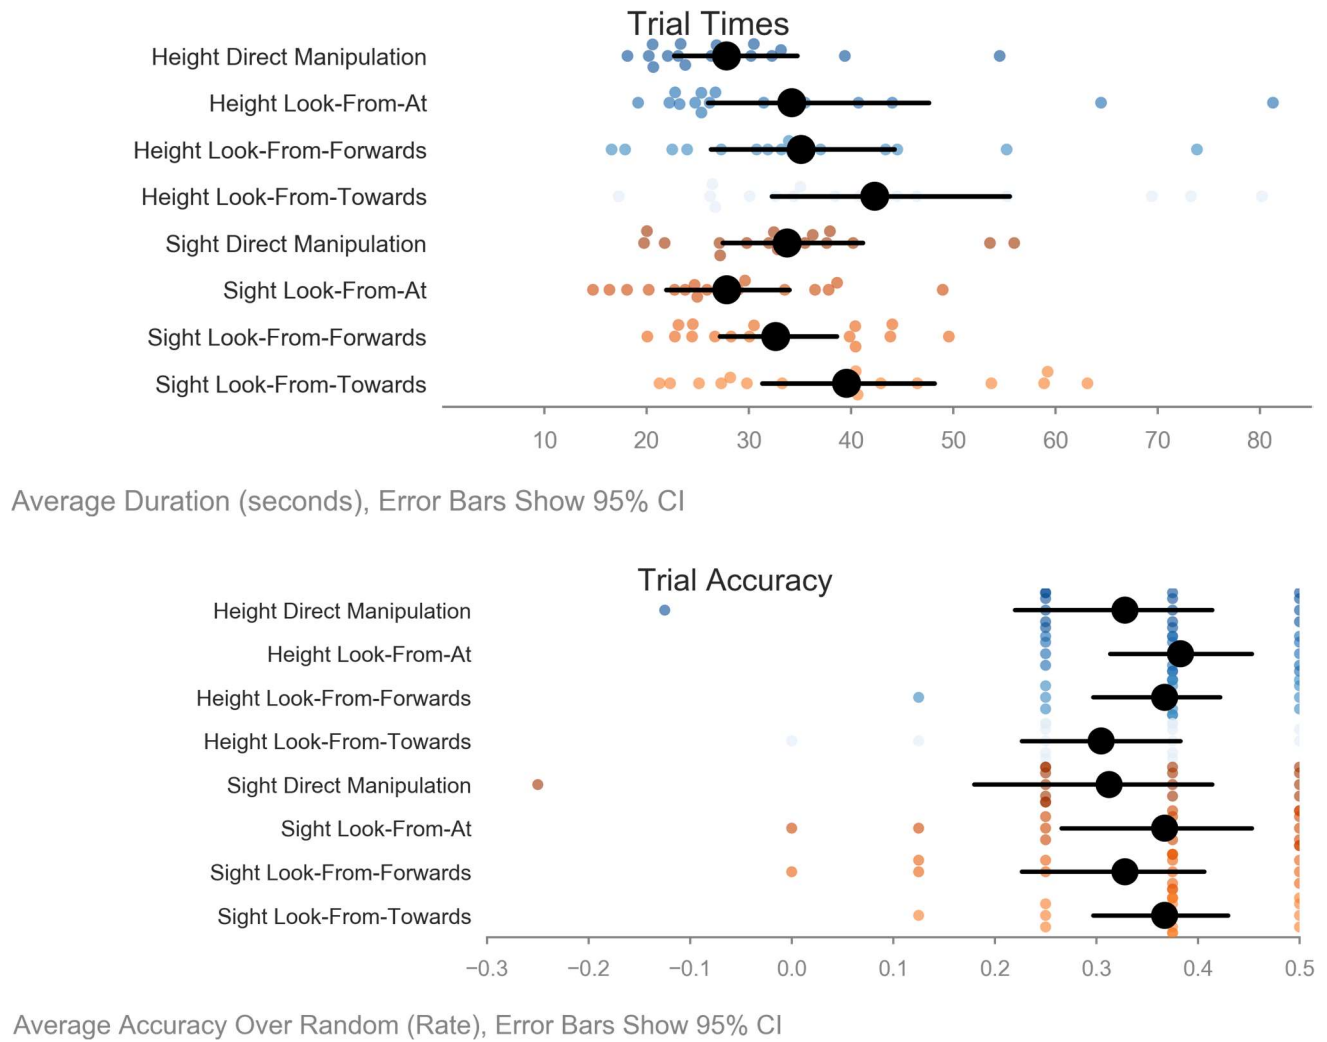 Trial Times
Height Direct Manipulation
Height Look-From-At
Height Look-From-Forwards
Height Look-From-Towards
Sight Direct Manipulation
Sight Look-From-At
Sight Look-From-Forwards
Sight Look-From-Towards
10 20 30 40 50 60 70 80
Average Duration (seconds), Error Bars Show 95% CI
Trial Accuracy
Height Direct Manipulation
Height Look-From-At
Height Look-From-Forwards
Height Look-From-Towards
Sight Direct Manipulation
Sight Look-From-At
Sight Look-From-Forwards
Sight Look-From-Towards
−0.3 −0.2 −0.1 0.0 0.1 0.2 0.3 0.4 0.5
Average Accuracy Over Random (Rate), Error Bars Show 95% CI